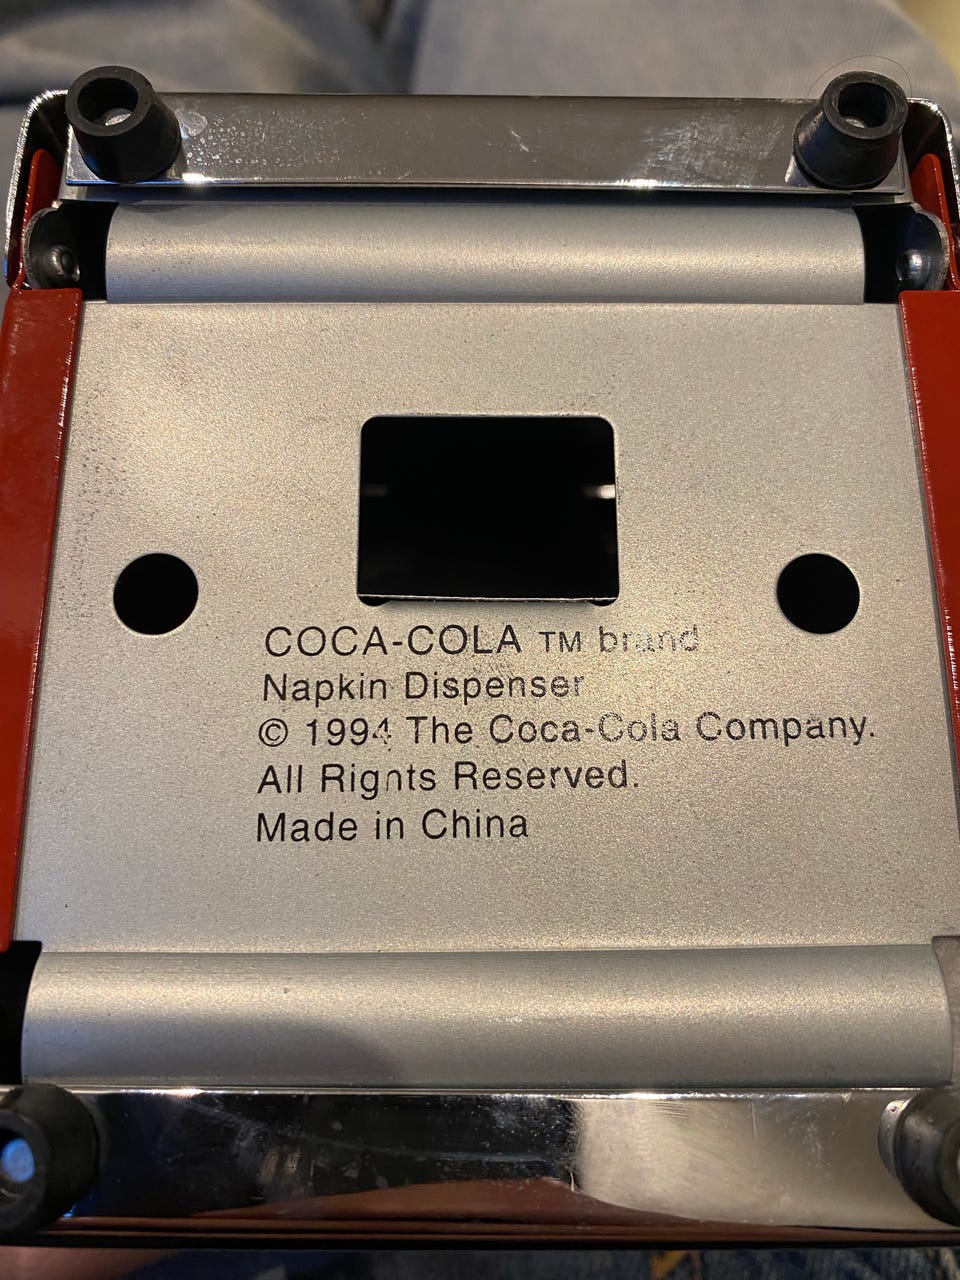 COCA-COLA TM brand
Napkin Dispenser
© 1994 The Coca-Cola Company.
All Rights Reserved.
Made in China